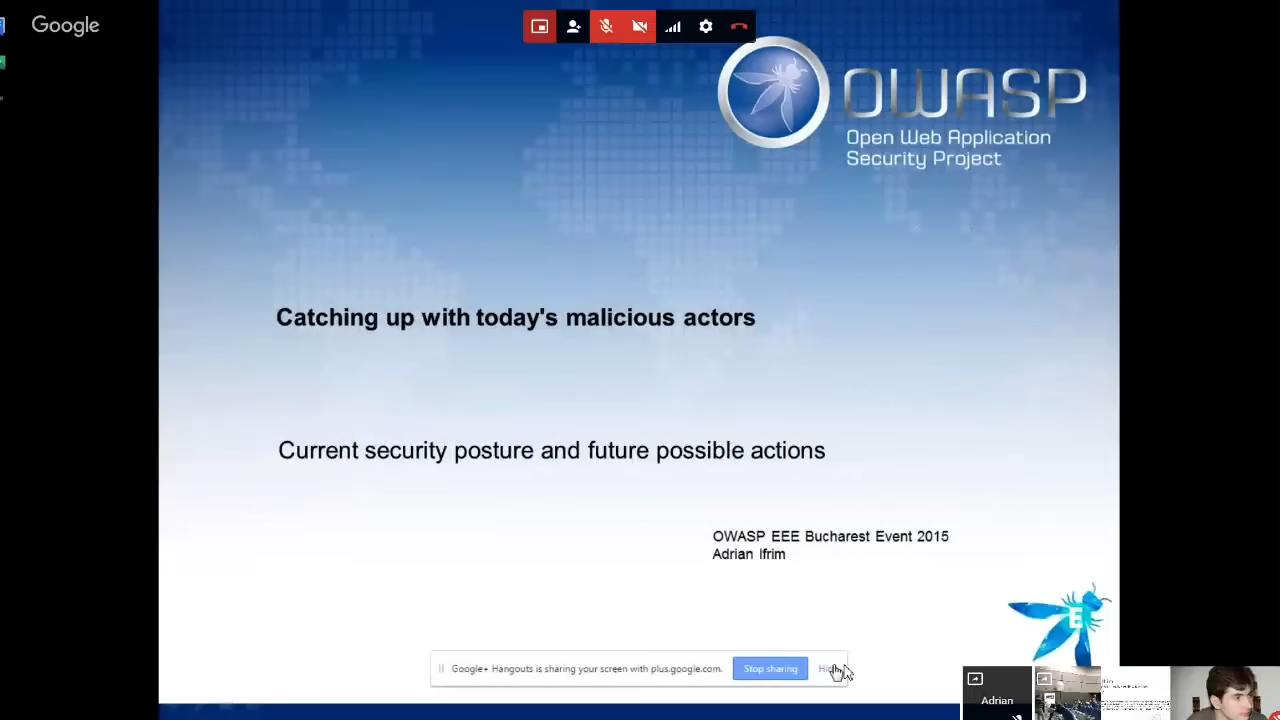 Google
OWASP
Open Web Application
Security Project
Catching up with today's malicious actors
Current security posture and future possible actions
OWASP EEE Bucharest Event 2015
Adrian Ifrim
E
Google+ Hangouts is sharing your screen with plus.google.com.
Stop sharing
Adrian